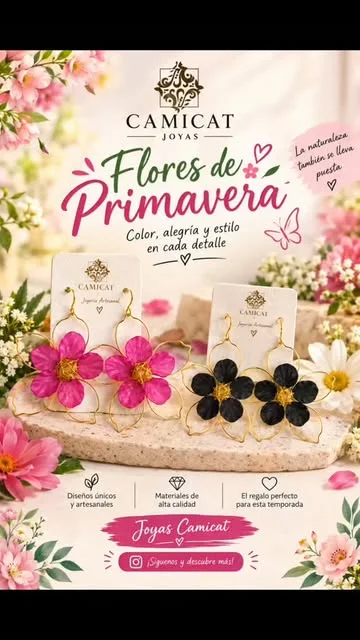 CAMICAT
JOYAS
Flores de
Primavera
La naturaleza
también se lleva
puesta
Color, alegría y estilo
en cada detalle
CAMICAT
Joyería Artesanal
CAMICAT
Joyería Artesanal
Diseños únicos
y artesanales
Materiales de
alta calidad
El regalo perfecto
para esta temporada
Joyas Camicat
¡Síguenos y descubre más!